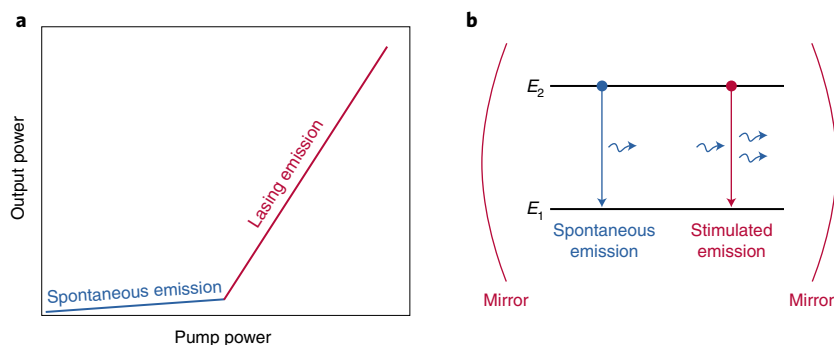 a
Output power
Spontaneous emission
Lasing emission
Pump power
b
E2
E1
Spontaneous
emission
Stimulated
emission
Mirror
Mirror